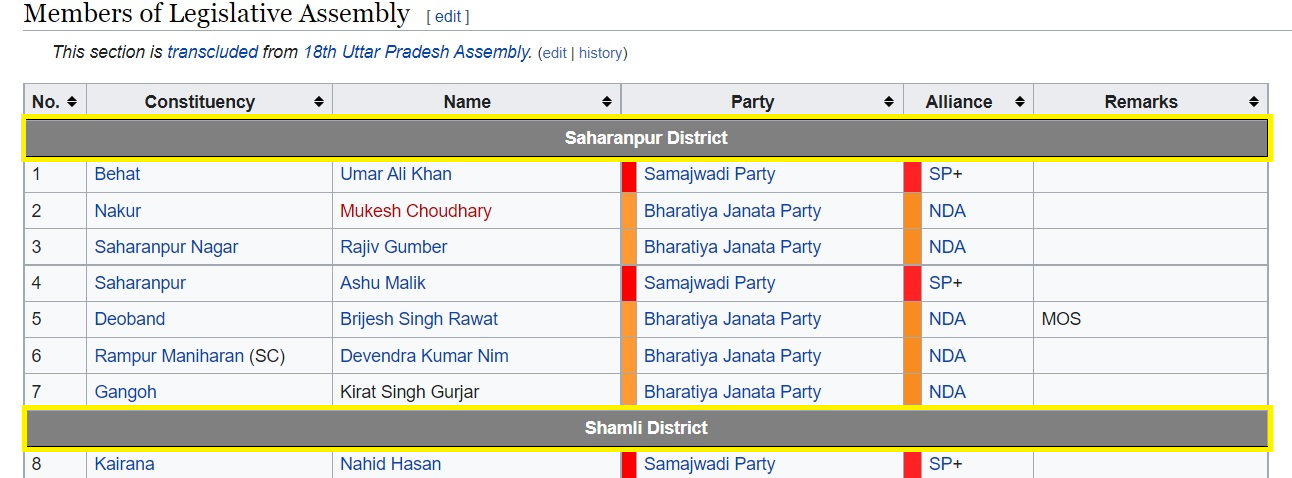 Members of Legislative Assembly [ edit ]
This section is transcluded from 18th Uttar Pradesh Assembly. (edit | history)
No. Constituency Name Party Alliance Remarks
Saharanpur District
1 Behat Umar Ali Khan Samajwadi Party SP+
2 Nakur Mukesh Choudhary Bharatiya Janata Party NDA
3 Saharanpur Nagar Rajiv Gumber Bharatiya Janata Party NDA
4 Saharanpur Ashu Malik Samajwadi Party SP+
5 Deoband Brijesh Singh Rawat Bharatiya Janata Party NDA MOS
6 Rampur Maniharan (SC) Devendra Kumar Nim Bharatiya Janata Party NDA
7 Gangoh Kirat Singh Gurjar Bharatiya Janata Party NDA
Shamli District
8 Kairana Nahid Hasan Samajwadi Party SP+